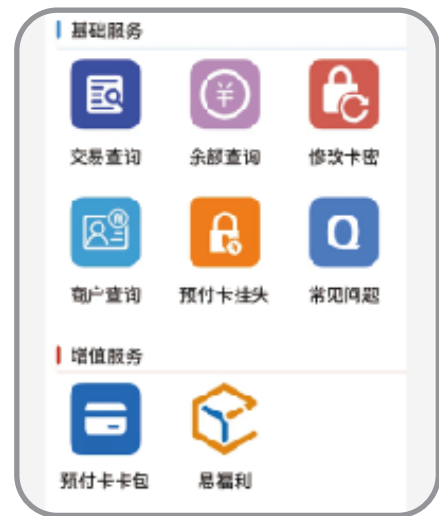 基础服务
交易查询 余额查询 修改卡密
商户查询 预付卡挂失 常见问题
增值服务
预付卡卡包 易福利